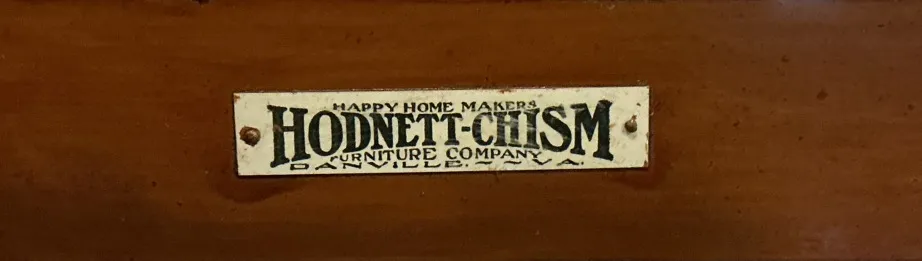 HAPPY HOME MAKERS
HODNETT-CHISM
FURNITURE COMPANY
DANVILLE. ~ ~ VA.